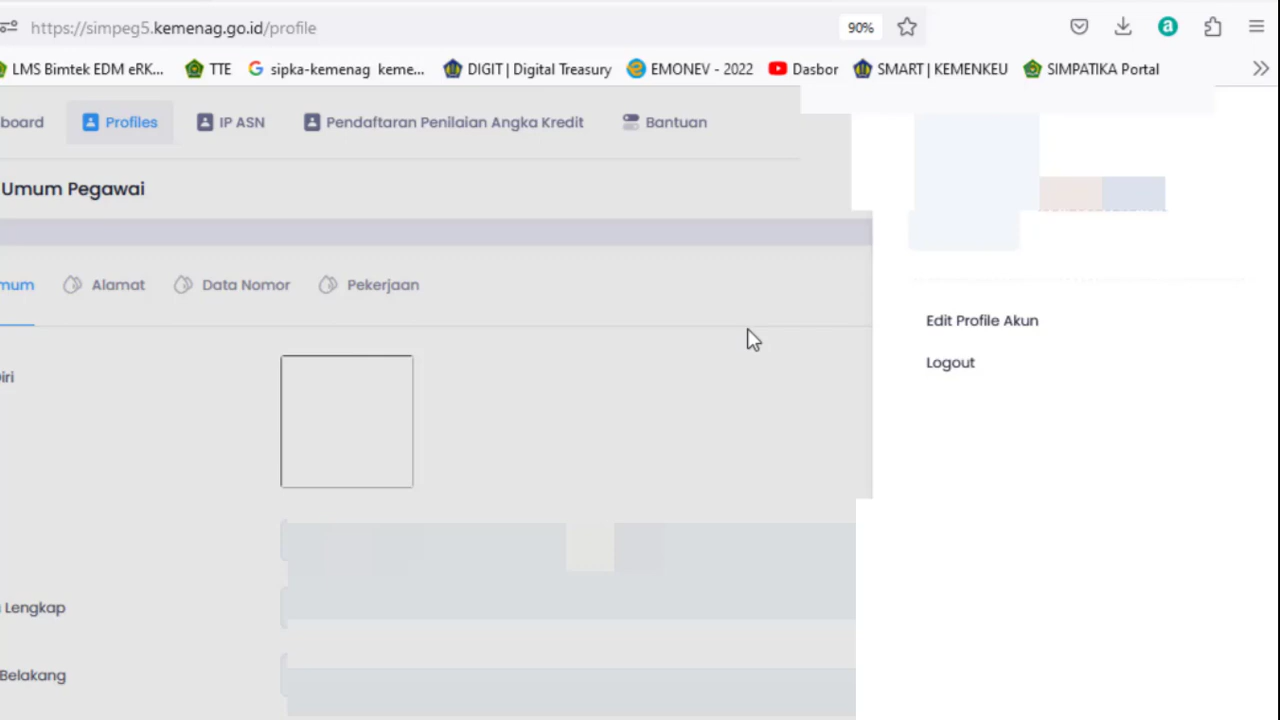 https://simpeg5.kemenag.go.id/profile 90% a
LMS Bimtek EDM eRK... TTE G sipka-kemenag keme... DIGIT | Digital Treasury EMONEV - 2022 Dasbor SMART | KEMENKEU SIMPATIKA Portal
board Profiles IP ASN Pendaftaran Penilaian Angka Kredit Bantuan
Umum Pegawai
mum Alamat Data Nomor Pekerjaan
Edit Profile Akun
Logout
Diri
Lengkap
Belakang